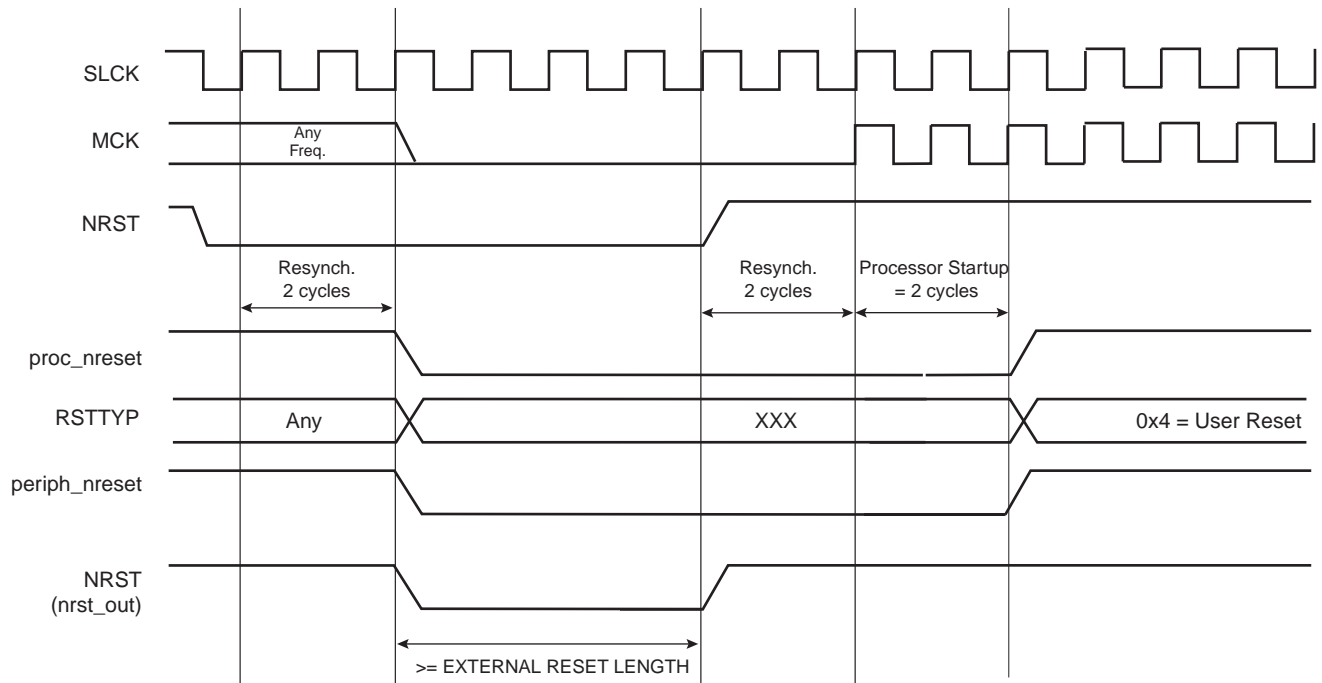 SLCK
MCK
Any
Freq.
NRST
Resynch.
2 cycles
Resynch.
2 cycles
Processor Startup
= 2 cycles
proc_nreset
RSTTYP
Any
XXX
0x4 = User Reset
periph_nreset
NRST
(nrst_out)
>= EXTERNAL RESET LENGTH